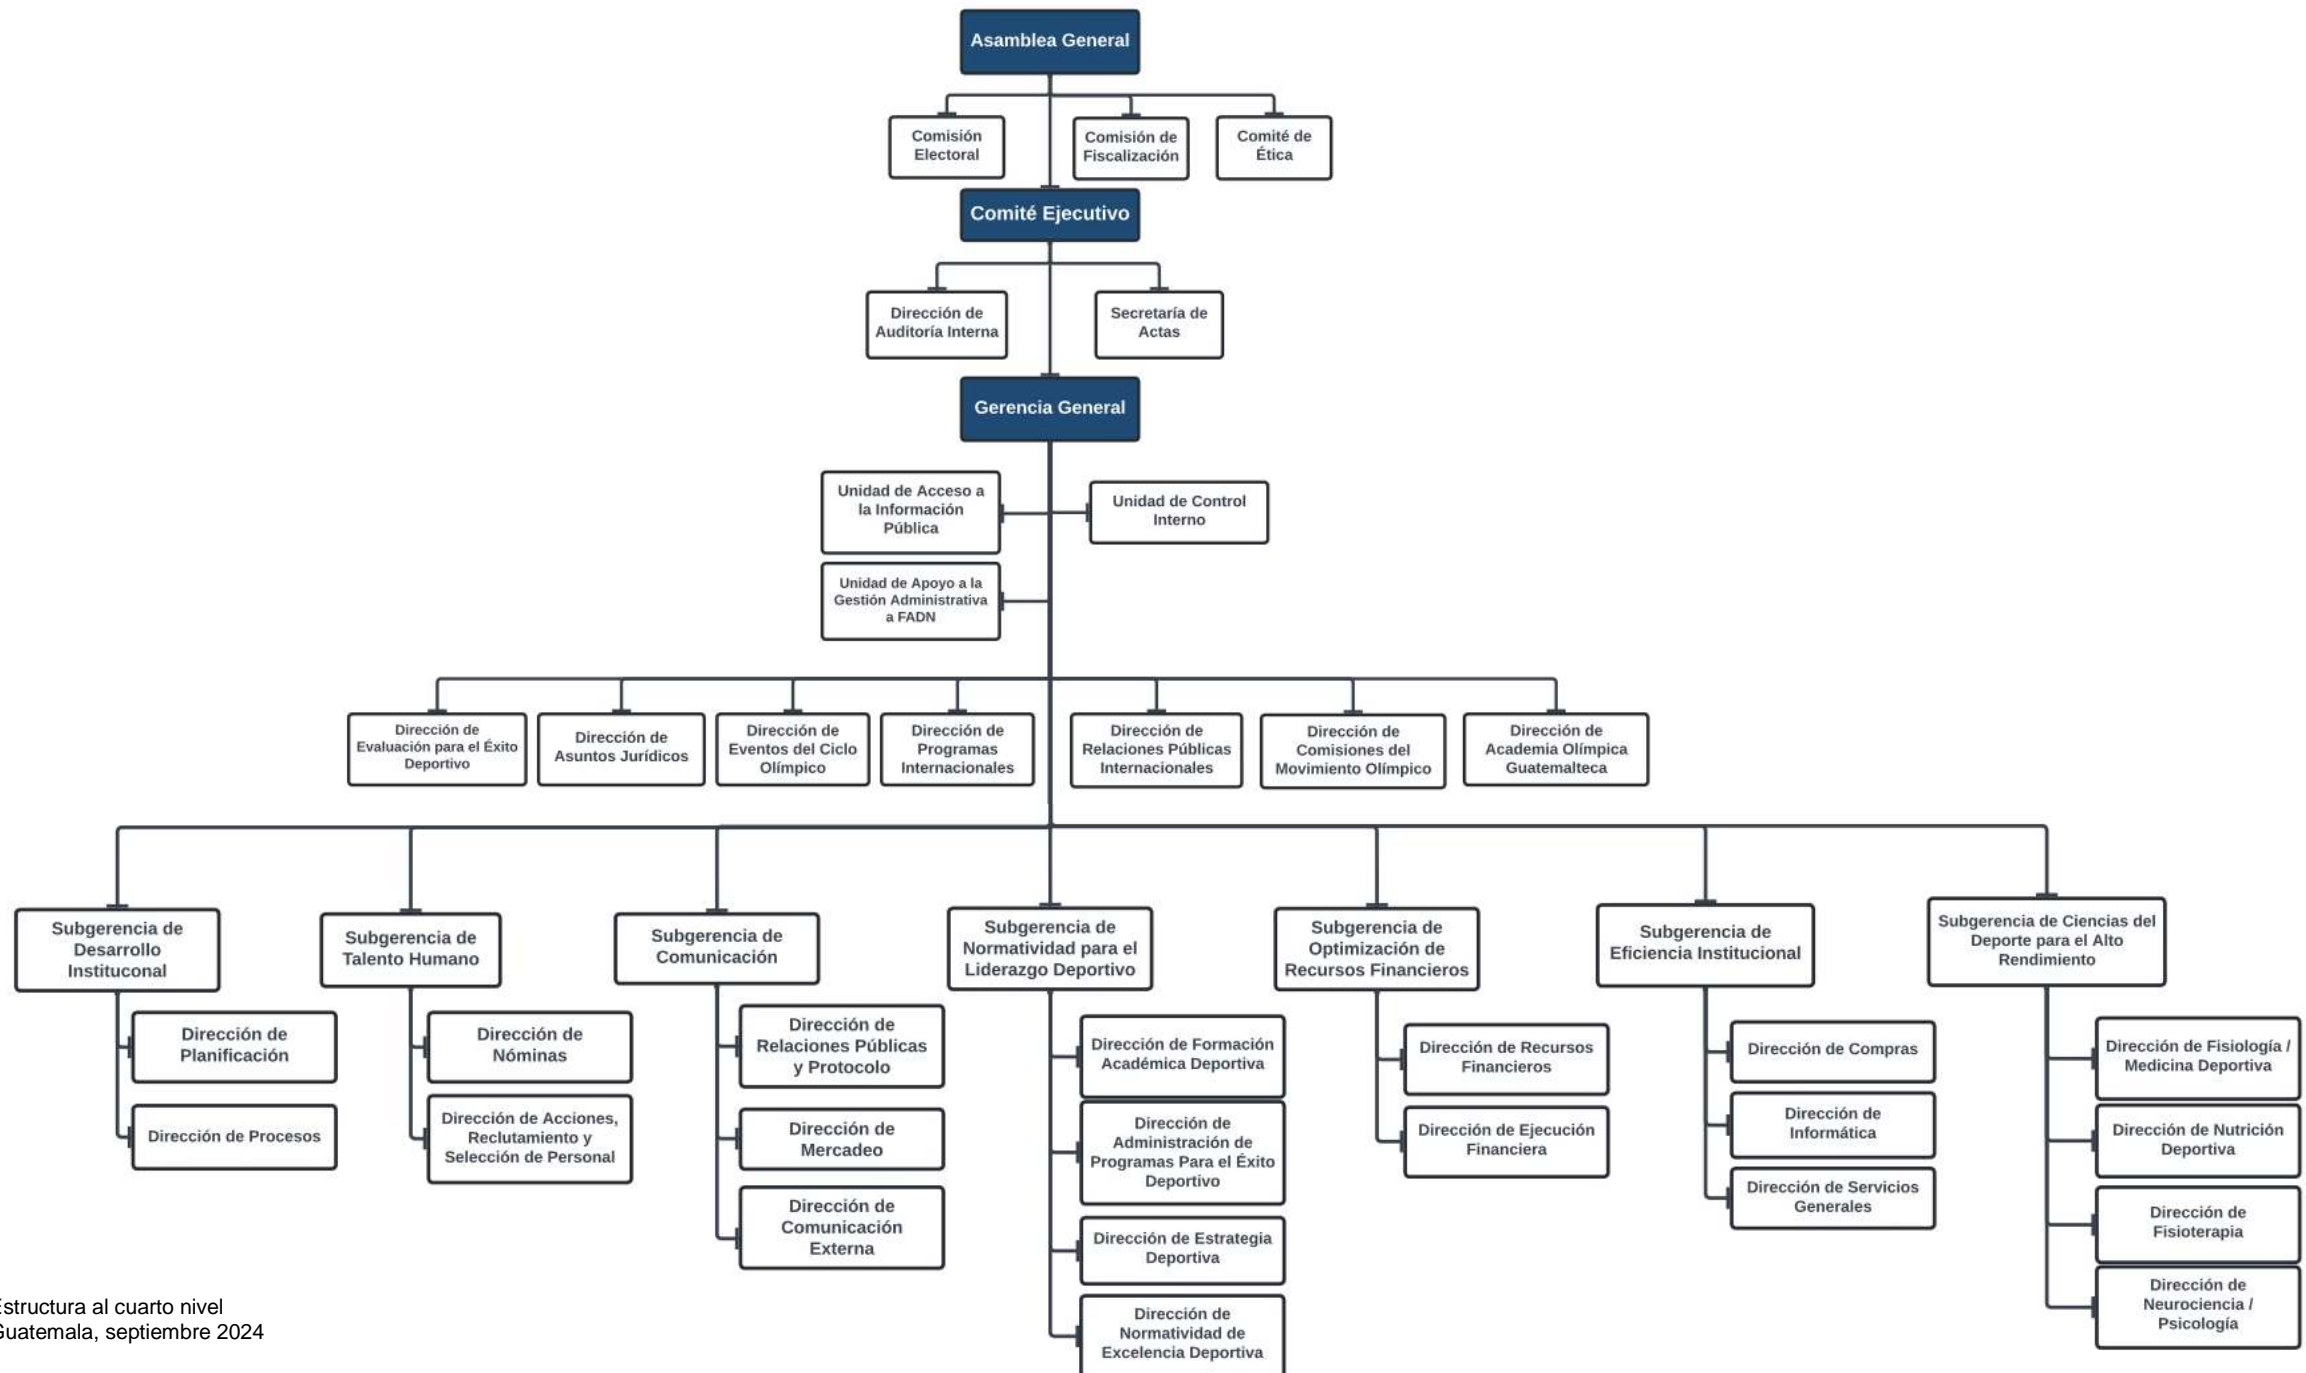 Asamblea General
Comisión
Electoral
Comisión de
Fiscalización
Comité de
Ética
Comité Ejecutivo
Dirección de
Auditoría Interna
Secretaría de
Actas
Gerencia General
Unidad de Acceso a
la Información
Pública
Unidad de Control
Interno
Unidad de Apoyo a la
Gestión Administrativa
a FADN
Dirección de
Evaluación para el Éxito
Deportivo
Dirección de
Asuntos Jurídicos
Dirección de
Eventos del Ciclo
Olímpico
Dirección de
Programas
Internacionales
Dirección de
Relaciones Públicas
Internacionales
Dirección de
Comisiones del
Movimiento Olímpico
Dirección de
Academia Olímpica
Guatemalteca
Subgerencia de
Desarrollo
Instituconal
Dirección de
Planificación
Dirección de Procesos
Subgerencia de
Talento Humano
Dirección de
Nóminas
Dirección de Acciones,
Reclutamiento y
Selección de Personal
Subgerencia de
Comunicación
Dirección de
Relaciones Públicas
y Protocolo
Dirección de
Mercadeo
Dirección de
Comunicación
Externa
Subgerencia de
Normatividad para el
Liderazgo Deportivo
Dirección de Formación
Académica Deportiva
Dirección de
Administración de
Programas Para el Éxito
Deportivo
Dirección de Estrategia
Deportiva
Dirección de
Normatividad de
Excelencia Deportiva
Subgerencia de
Optimización de
Recursos Financieros
Dirección de Recursos
Financieros
Dirección de Ejecución
Financiera
Subgerencia de
Eficiencia Institucional
Dirección de Compras
Dirección de
Informática
Dirección de Servicios
Generales
Subgerencia de Ciencias del
Deporte para el Alto
Rendimiento
Dirección de Fisiología /
Medicina Deportiva
Dirección de Nutrición
Deportiva
Dirección de
Fisioterapia
Dirección de
Neurociencia /
Psicología
Estructura al cuarto nivel
Guatemala, septiembre 2024